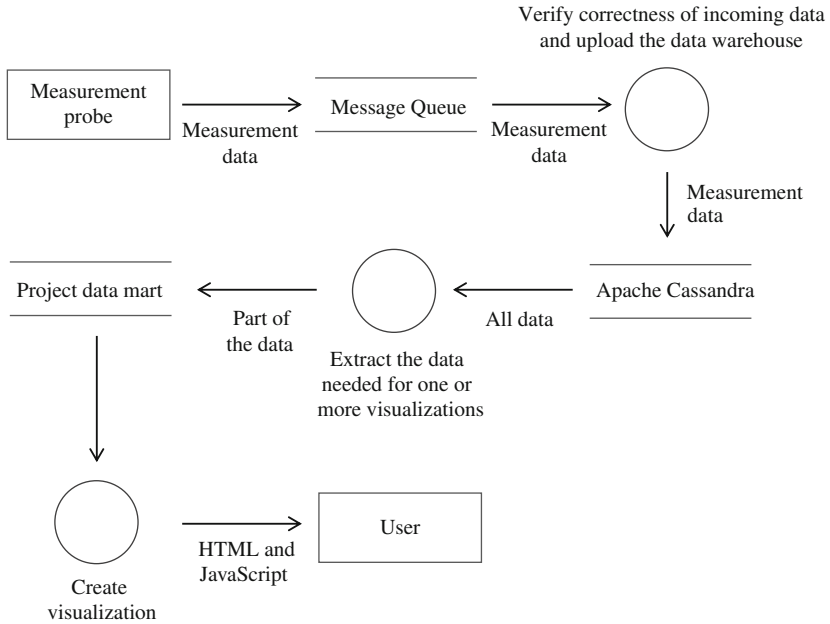 Verify correctness of incoming data
and upload the data warehouse
Measurement
probe
Measurement
data
Message Queue
Measurement
data
Measurement
data
Project data mart
Part of
the data
Extract the data
needed for one or
more visualizations
All data
Apache Cassandra
Create
visualization
HTML and
JavaScript
User